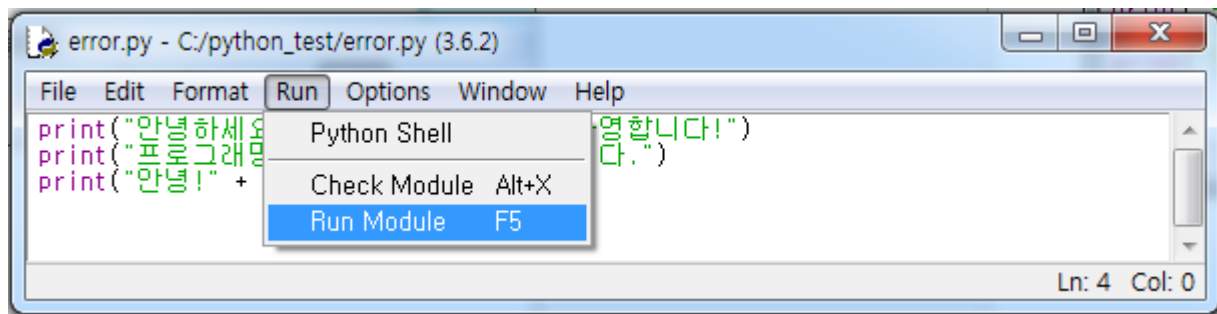 error.py - C:/python_test/error.py (3.6.2)
File Edit Format Run Options Window Help
print("안녕하세요 영합니다!")
print("프로그래밍 다.")
print("안녕!" +
Python Shell
Check Module Alt+X
Run Module F5
Ln: 4 Col: 0